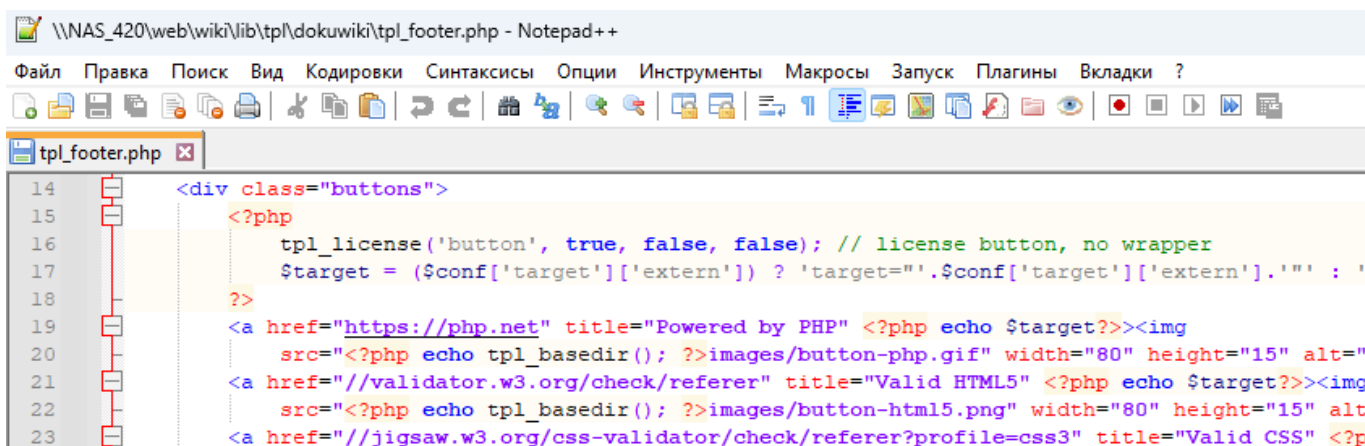 \\NAS_420\web\wiki\lib\tpl\dokuwiki\tpl_footer.php - Notepad++
Файл Правка Поиск Вид Кодировки Синтаксисы Опции Инструменты Макросы Запуск Плагины Вкладки ?
tpl_footer.php
14 <div class="buttons">
15 <?php
16 tpl_license('button', true, false, false); // license button, no wrapper
17 $target = ($conf['target']['extern']) ? 'target="'.$conf['target']['extern'].'"' : '
18 ?>
19 <a href="https://php.net" title="Powered by PHP" <?php echo $target?>><img
20 src="<?php echo tpl_basedir(); ?>images/button-php.gif" width="80" height="15" alt="
21 <a href="//validator.w3.org/check/referer" title="Valid HTML5" <?php echo $target?>><img
22 src="<?php echo tpl_basedir(); ?>images/button-html5.png" width="80" height="15" alt
23 <a href="//jigsaw.w3.org/css-validator/check/referer?profile=css3" title="Valid CSS" <?p